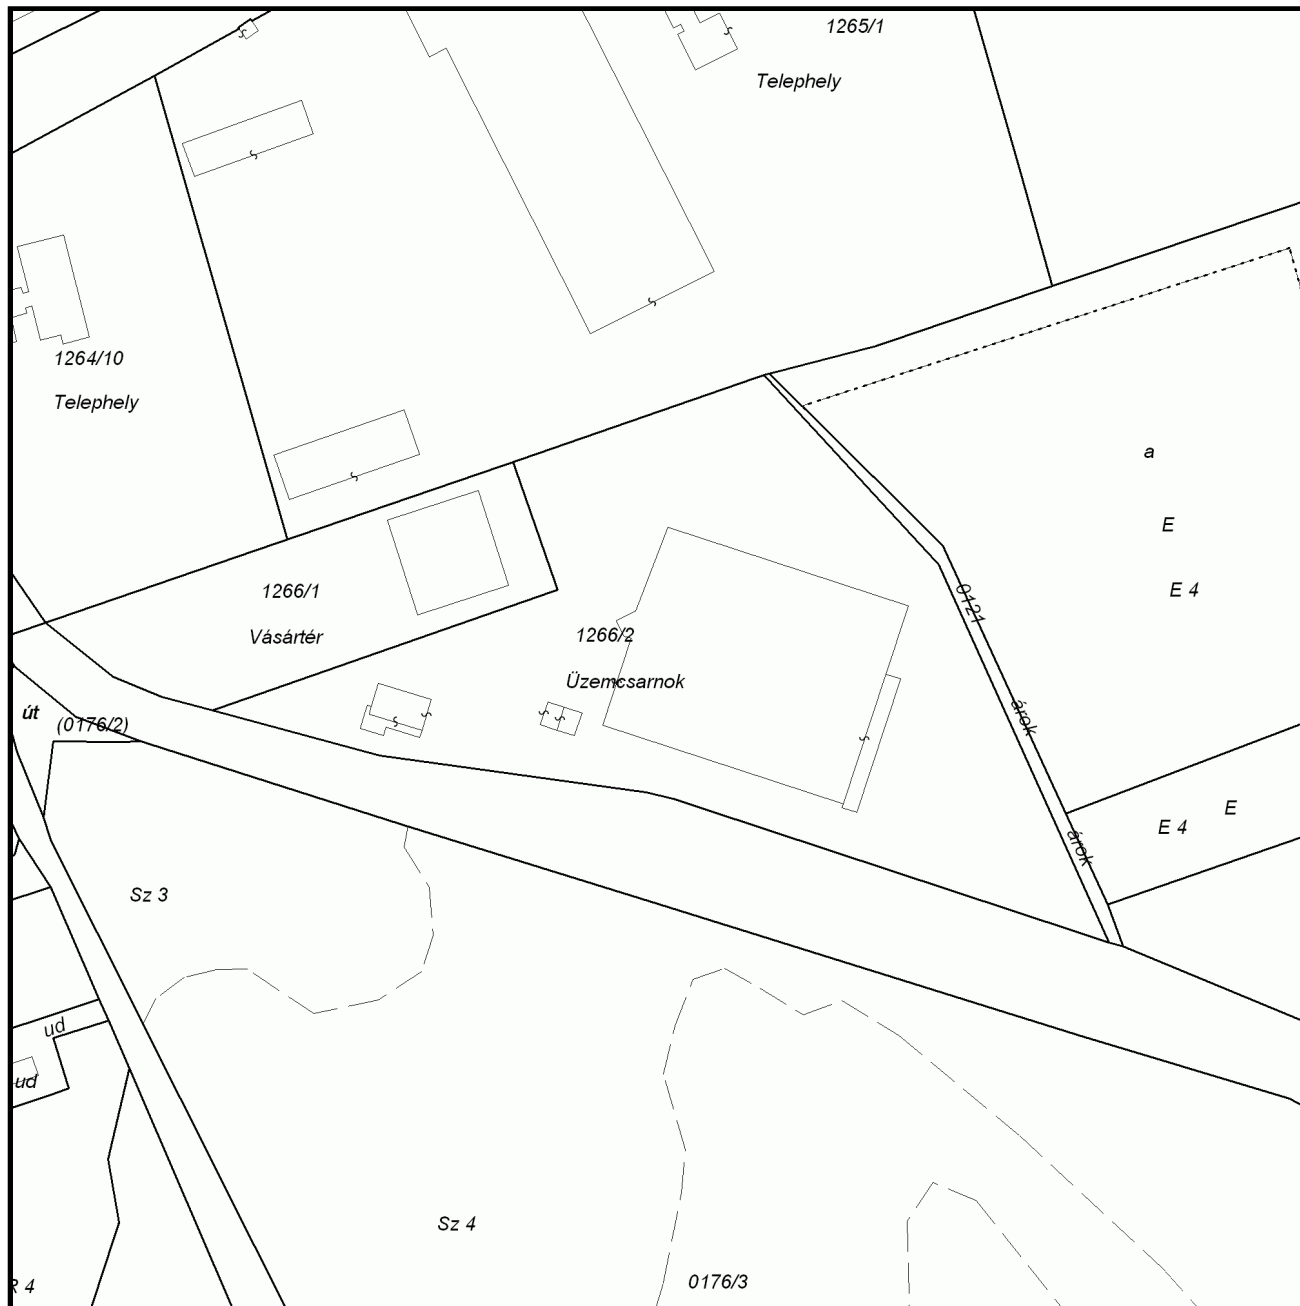 1265/1
Telephely
1264/10
Telephely
a
E
E 4
1266/1
Vásártér
0121
1266/2
Üzemcsarnok
út
(0176/2)
árok
E
E 4
árok
Sz 3
ud
ud
Sz 4
0176/3
R 4